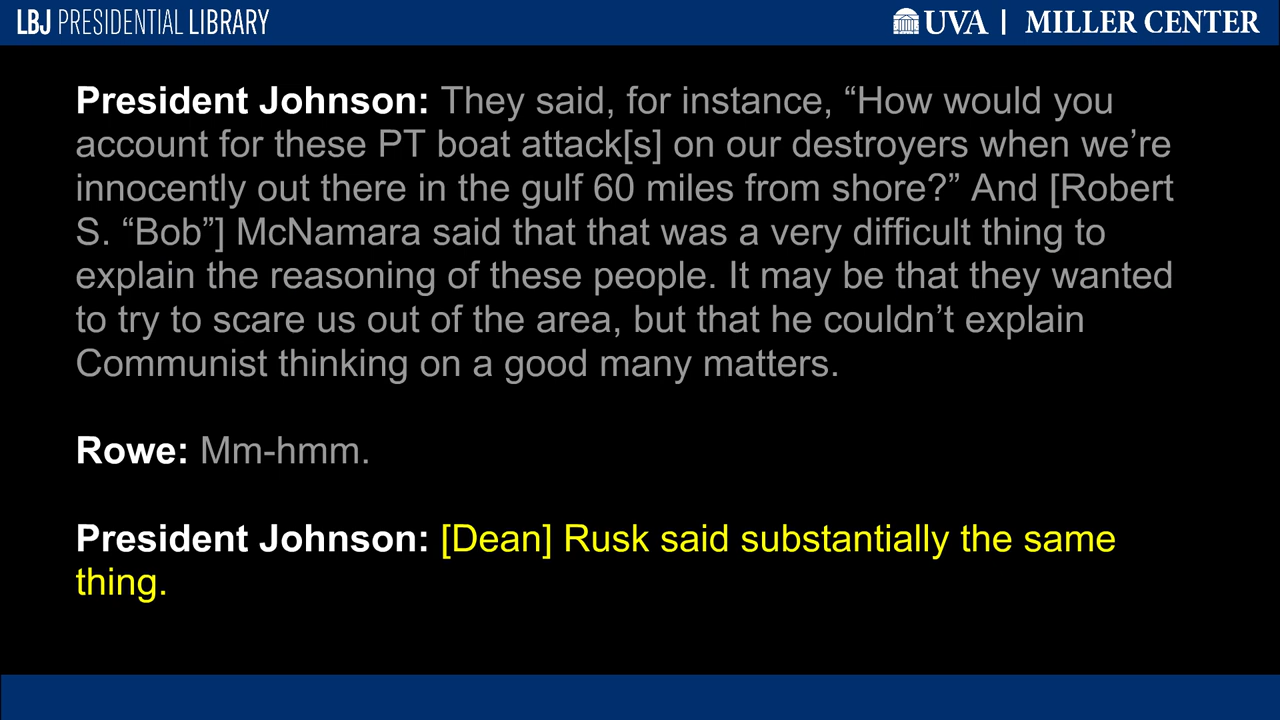 LBJ PRESIDENTIAL LIBRARY
UVA | MILLER CENTER
President Johnson: They said, for instance, “How would you
account for these PT boat attack[s] on our destroyers when we’re
innocently out there in the gulf 60 miles from shore?” And [Robert
S. “Bob”] McNamara said that that was a very difficult thing to
explain the reasoning of these people. It may be that they wanted
to try to scare us out of the area, but that he couldn’t explain
Communist thinking on a good many matters.
Rowe: Mm-hmm.
President Johnson: [Dean] Rusk said substantially the same
thing.